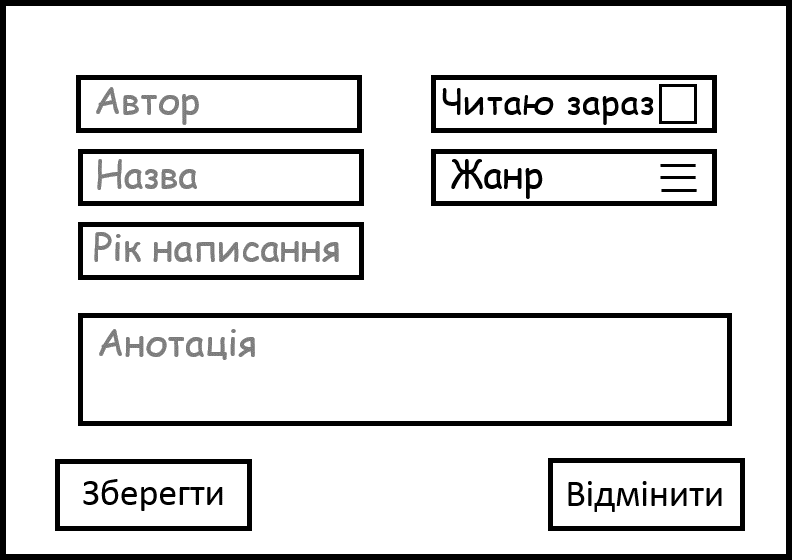 Автор
Читаю зараз
Назва
Жанр
Рік написання
Анотація
Зберегти
Відмінити